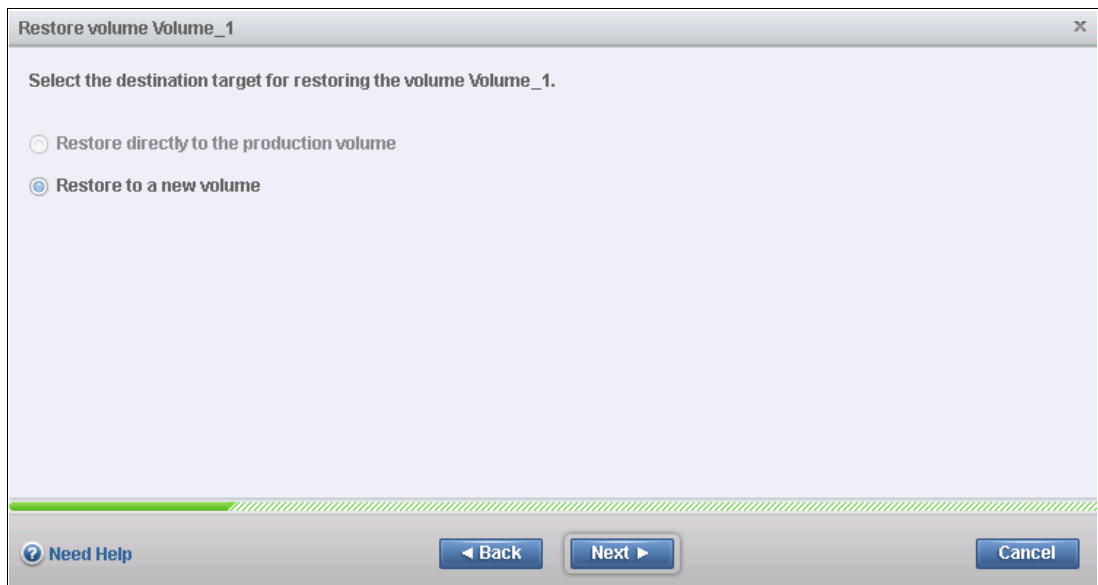 Restore volume Volume_1 x
Select the destination target for restoring the volume Volume_1.
Restore directly to the production volume
Restore to a new volume
? Need Help ◄ Back Next ► Cancel